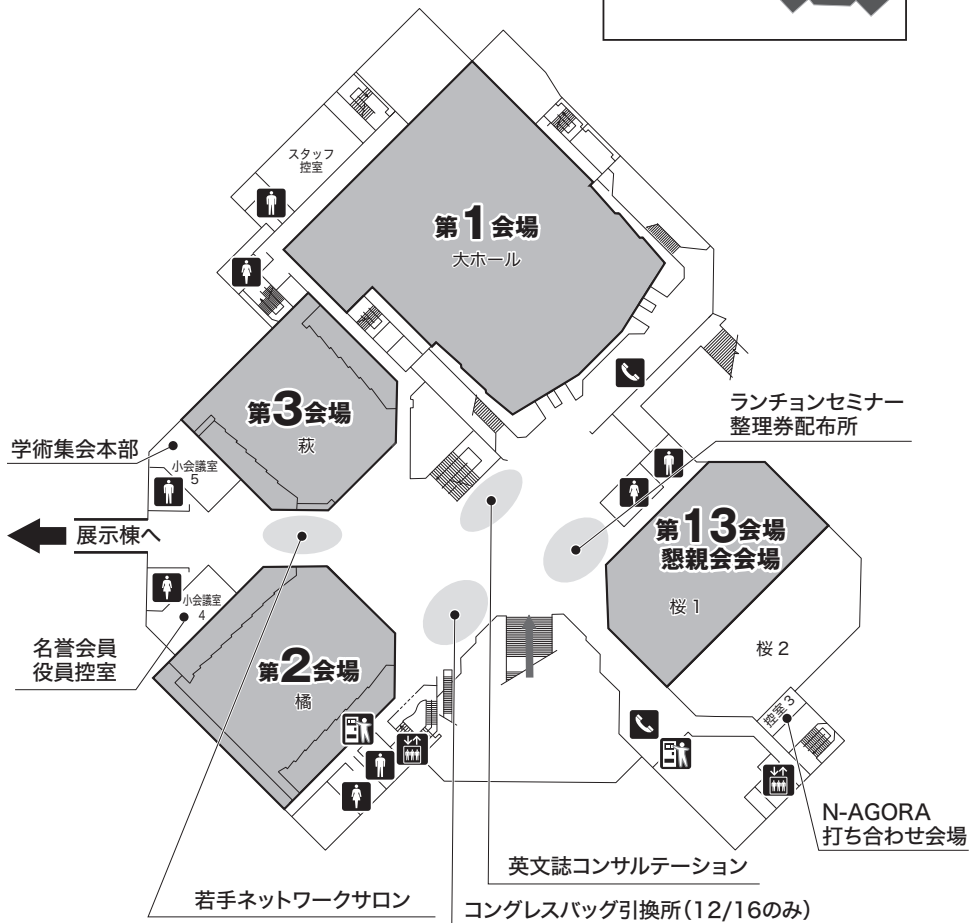 スタッフ
控室
第1会場
大ホール
第3会場
萩
学術集会本部
小会議室
5
ランチョンセミナー
整理券配布所
展示棟へ
第13会場
懇親会会場
桜 1
桜 2
小会議室
4
名誉会員
役員控室
第2会場
橘
控室 3
N-AGORA
打ち合わせ会場
英文誌コンサルテーション
若手ネットワークサロン
コングレスバッグ引換所(12/16のみ)